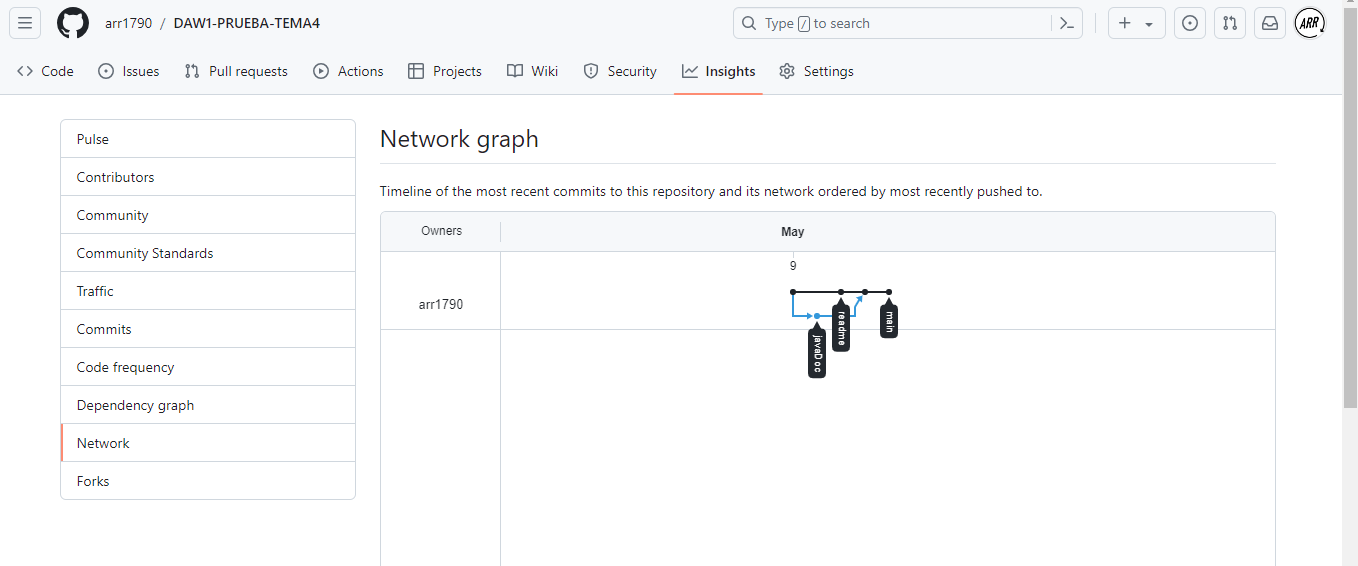 arr1790 / DAW1-PRUEBA-TEMA4
Type / to search
ARR
Code
Issues
Pull requests
Actions
Projects
Wiki
Security
Insights
Settings
Pulse
Contributors
Community
Community Standards
Traffic
Commits
Code frequency
Dependency graph
Network
Forks
Network graph
Timeline of the most recent commits to this repository and its network ordered by most recently pushed to.
Owners
May
9
arr1790
javaDoc
readme
main